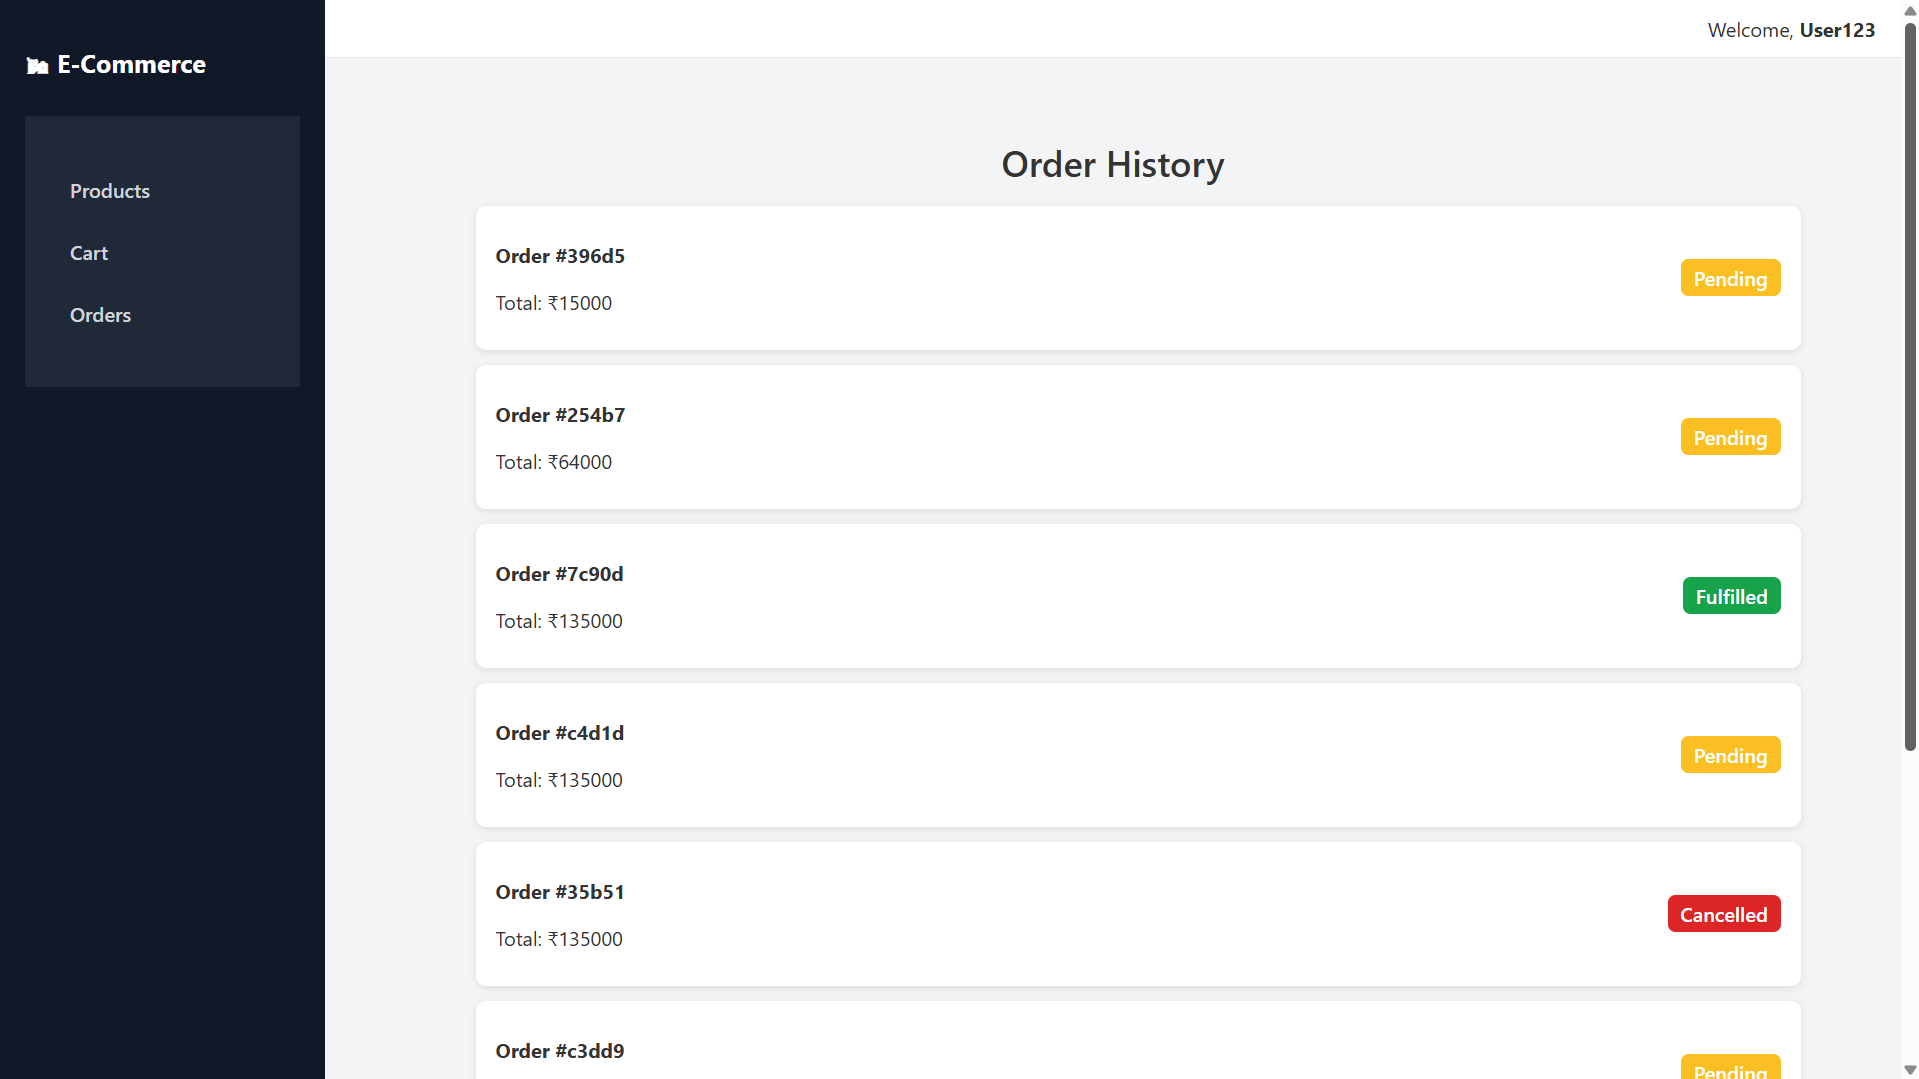 E-Commerce
Welcome, User123
Products
Cart
Orders
Order History
Order #396d5
Total: ₹15000
Pending
Order #254b7
Total: ₹64000
Pending
Order #7c90d
Total: ₹135000
Fulfilled
Order #c4d1d
Total: ₹135000
Pending
Order #35b51
Total: ₹135000
Cancelled
Order #c3dd9
Pending